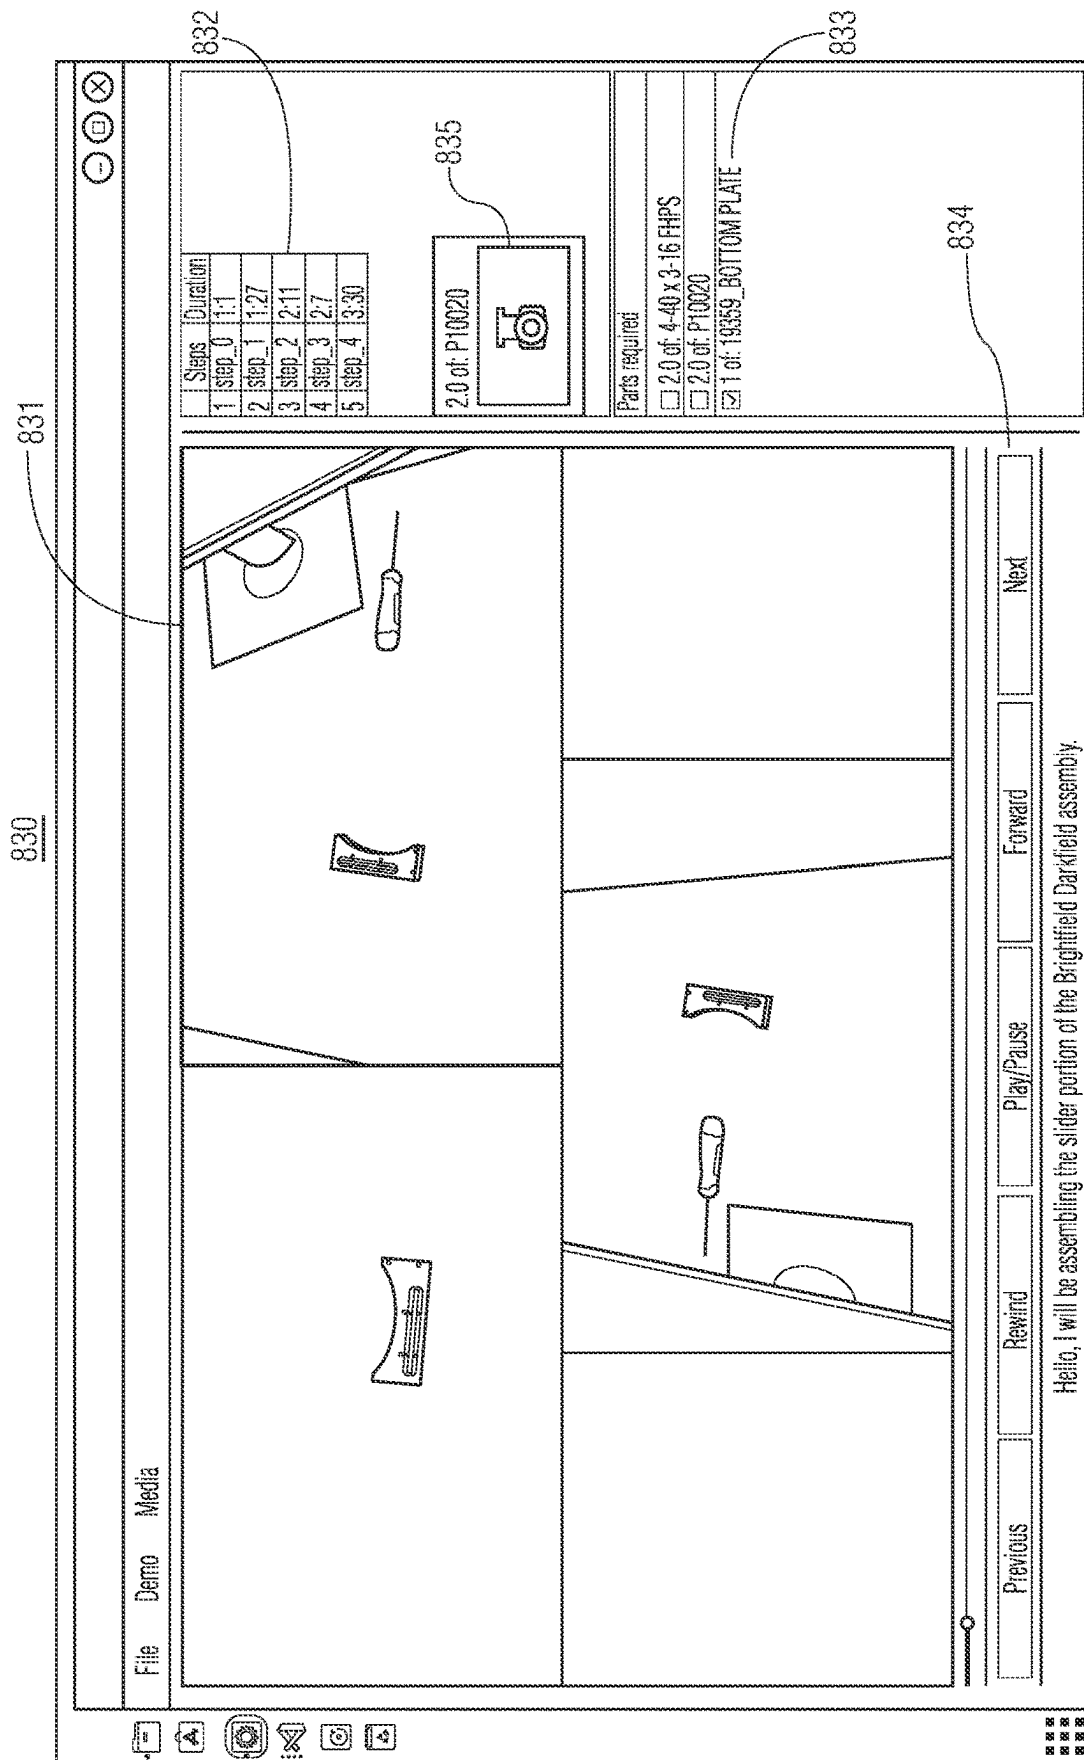 830
File Demo Media
831
832
Steps Duration
1 step_0 1:1
2 step_1 1:27
3 step_2 2:11
4 step_3 2:7
5 step_4 3:30
835
2.0 of: P10020
Parts required
2.0 of: 4-40 x 3-16 FHPS
2.0 of: P10020
1 of: 19359_BOTTOM PLATE
833
834
Previous Rewind Play/Pause Forward Next
Hello, I will be assembling the slider portion of the Brightfield Darkfield assembly.